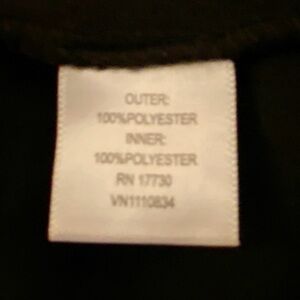 OUTER:
100%POLYESTER
INNER:
100%POLYESTER
RN 17730
VN1110834